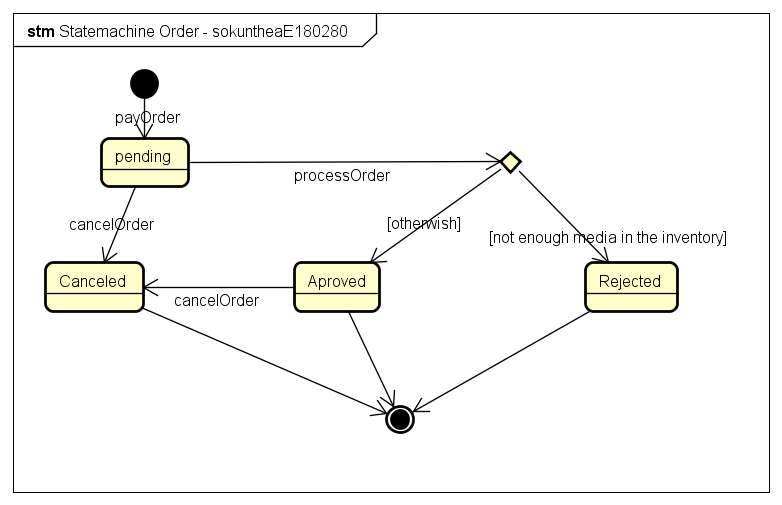 stm Statemachine Order - sokuntheaE180280
payOrder
pending
processOrder
cancelOrder
[otherwish]
[not enough media in the inventory]
Canceled
Aproved
Rejected
cancelOrder